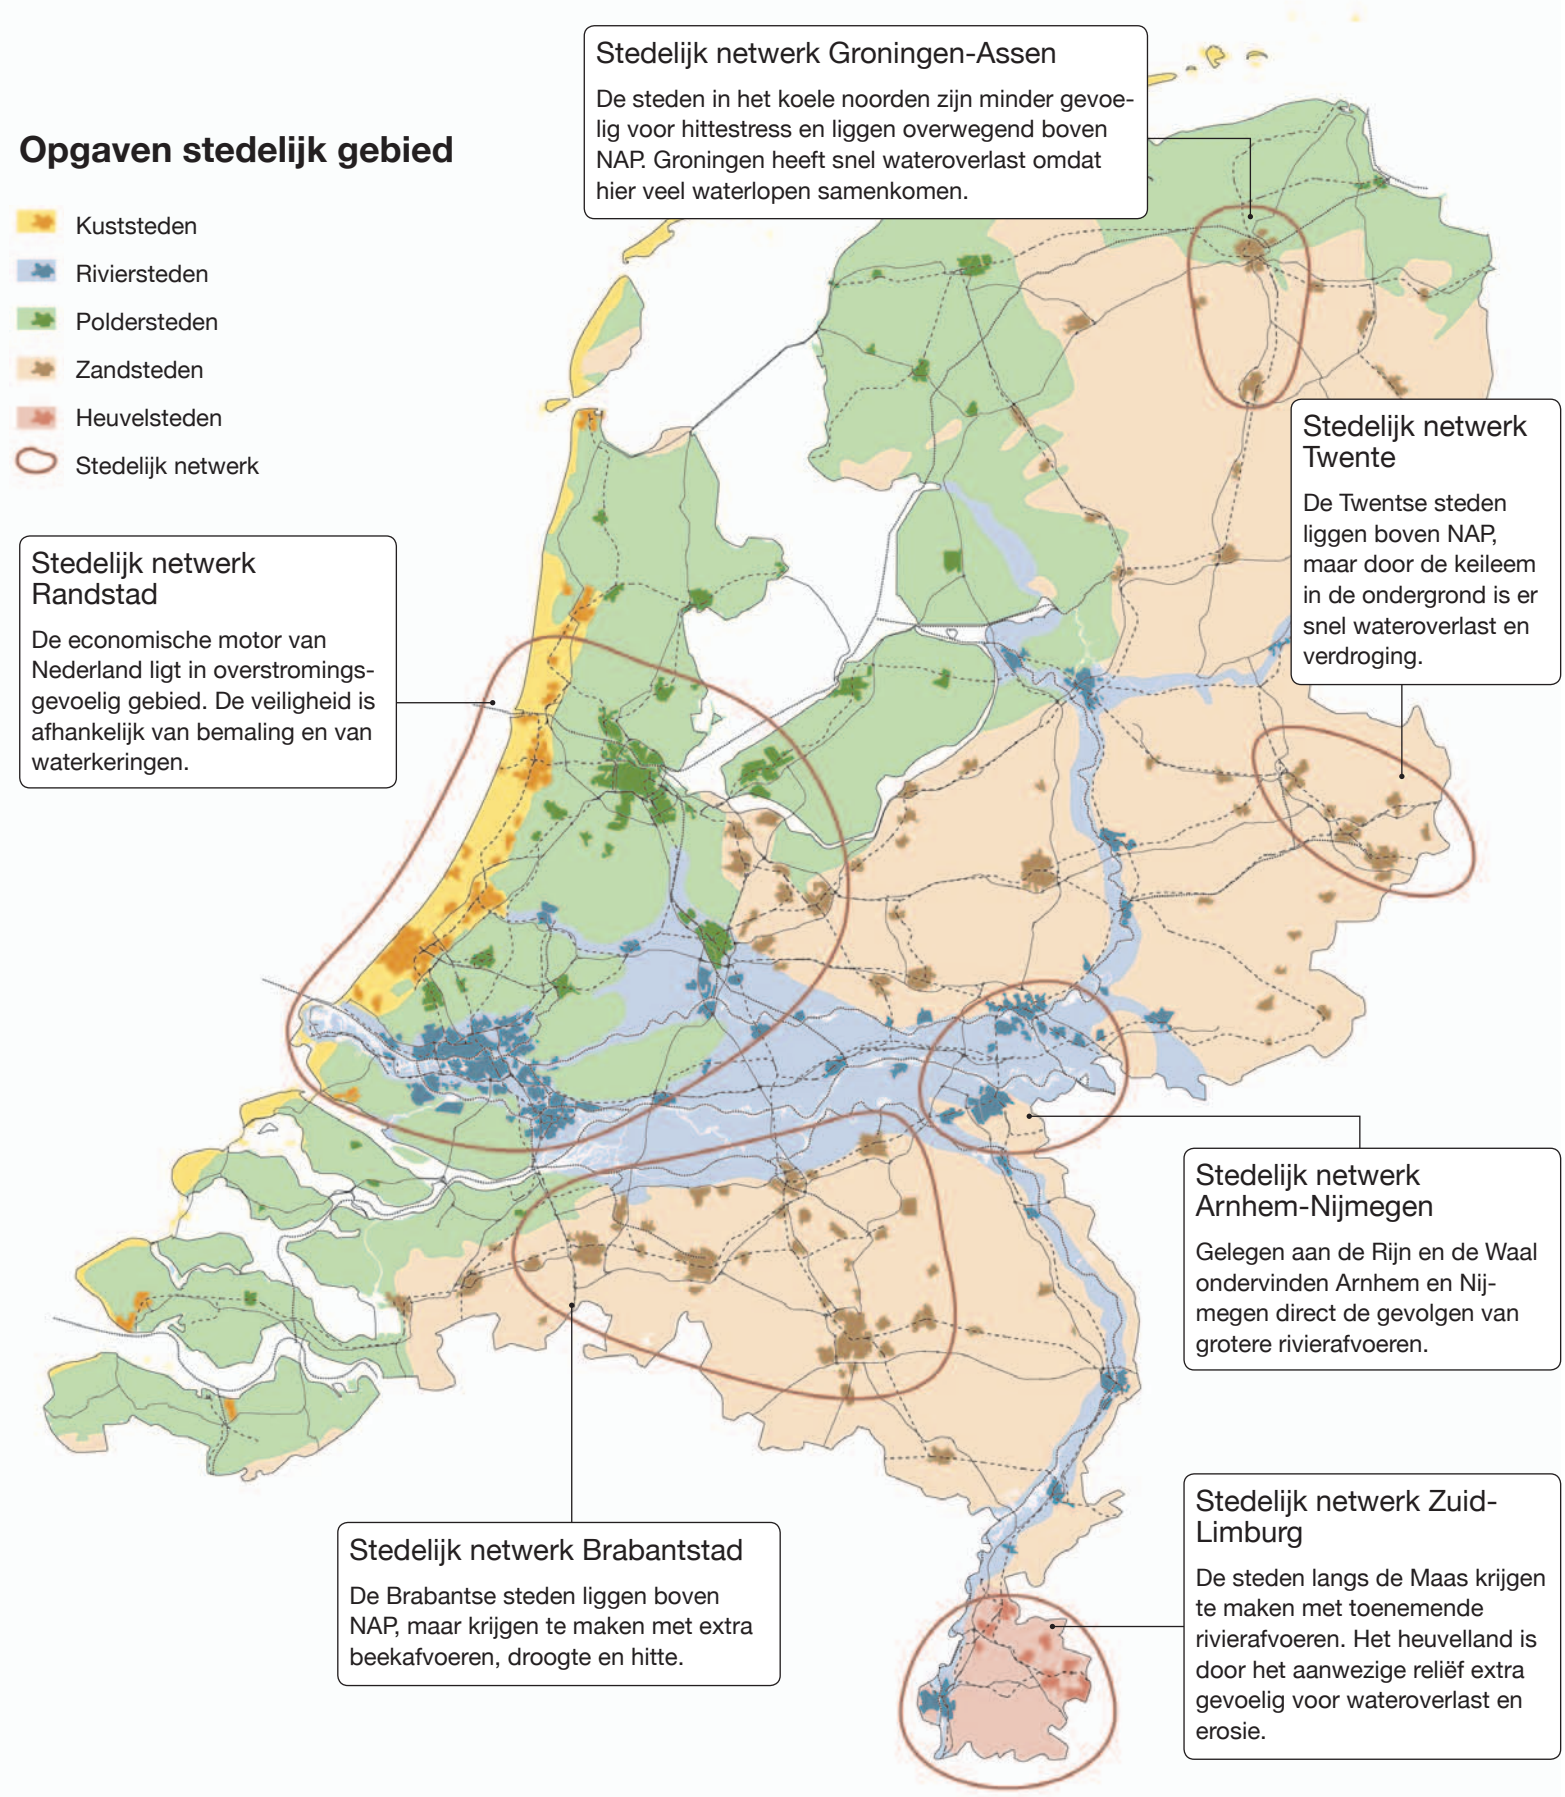 Opgaven stedelijk gebied
Kuststeden
Riviersteden
Poldersteden
Zandsteden
Heuvelsteden
Stedelijk netwerk
Stedelijk netwerk Groningen-Assen
De steden in het koele noorden zijn minder gevoe-
lig voor hittestress en liggen overwegend boven
NAP. Groningen heeft snel wateroverlast omdat
hier veel waterlopen samenkomen.
Stedelijk netwerk
Twente
De Twentse steden
liggen boven NAP,
maar door de keileem
in de ondergrond is er
snel wateroverlast en
verdroging.
Stedelijk netwerk
Randstad
De economische motor van
Nederland ligt in overstromings-
gevoelig gebied. De veiligheid is
afhankelijk van bemaling en van
waterkeringen.
Stedelijk netwerk
Arnhem-Nijmegen
Gelegen aan de Rijn en de Waal
ondervinden Arnhem en Nij-
megen direct de gevolgen van
grotere rivierafvoeren.
Stedelijk netwerk Brabantstad
De Brabantse steden liggen boven
NAP, maar krijgen te maken met extra
beekafvoeren, droogte en hitte.
Stedelijk netwerk Zuid-
Limburg
De steden langs de Maas krijgen
te maken met toenemende
rivierafvoeren. Het heuvelland is
door het aanwezige reliëf extra
gevoelig voor wateroverlast en
erosie.